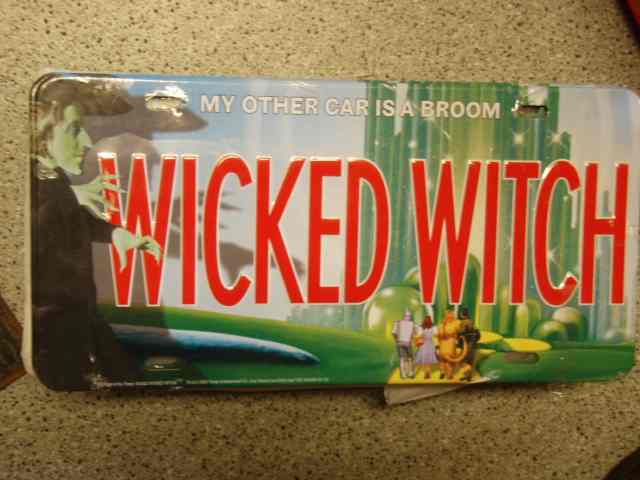 MY OTHER CAR IS A BROOM
WICKED WITCH